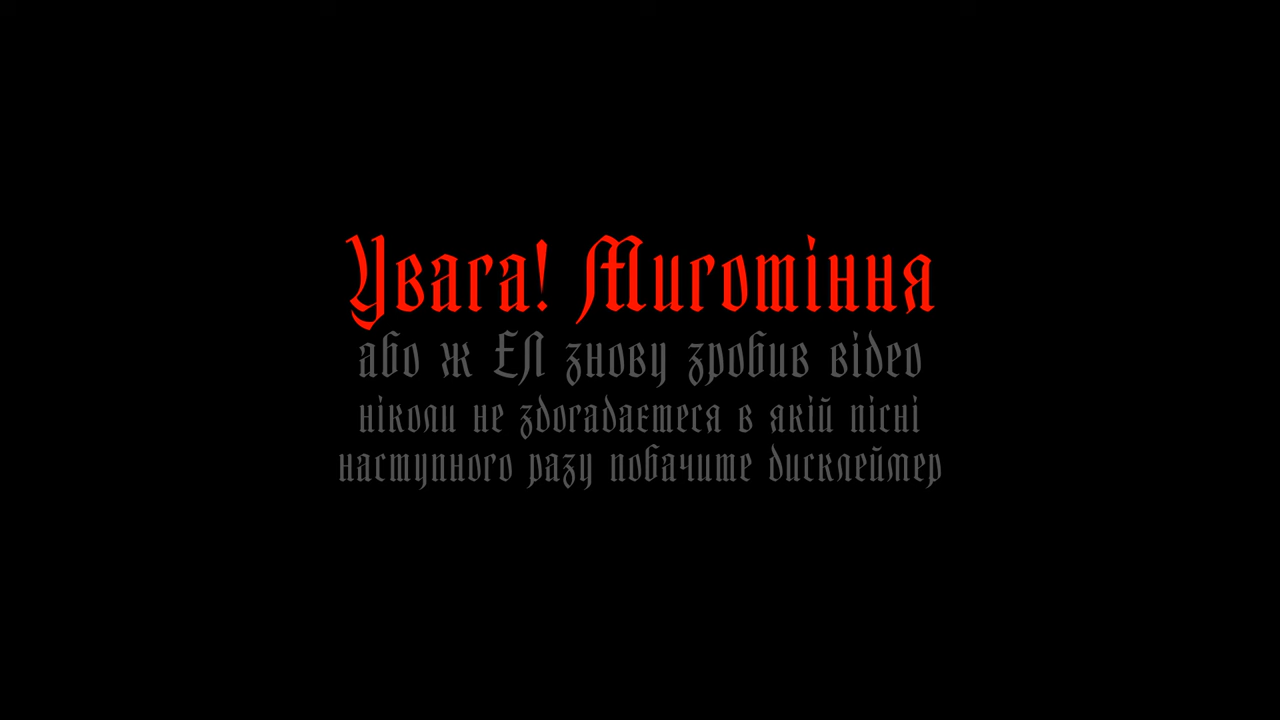 Увага! Миготіння
або ж ЕЛ знову зробив відео
ніколи не здогадаєтеся в якій пісні
наступного разу побачите дисклеймер